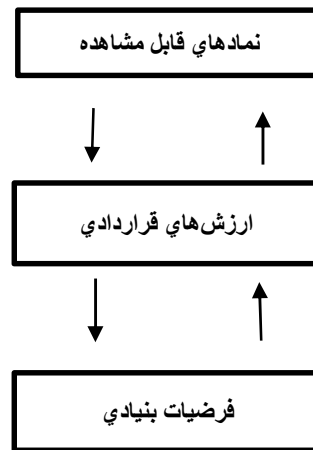 نمادهاي قابل مشاهده
ارزش‌هاي قراردادي
فرضيات بنيادي